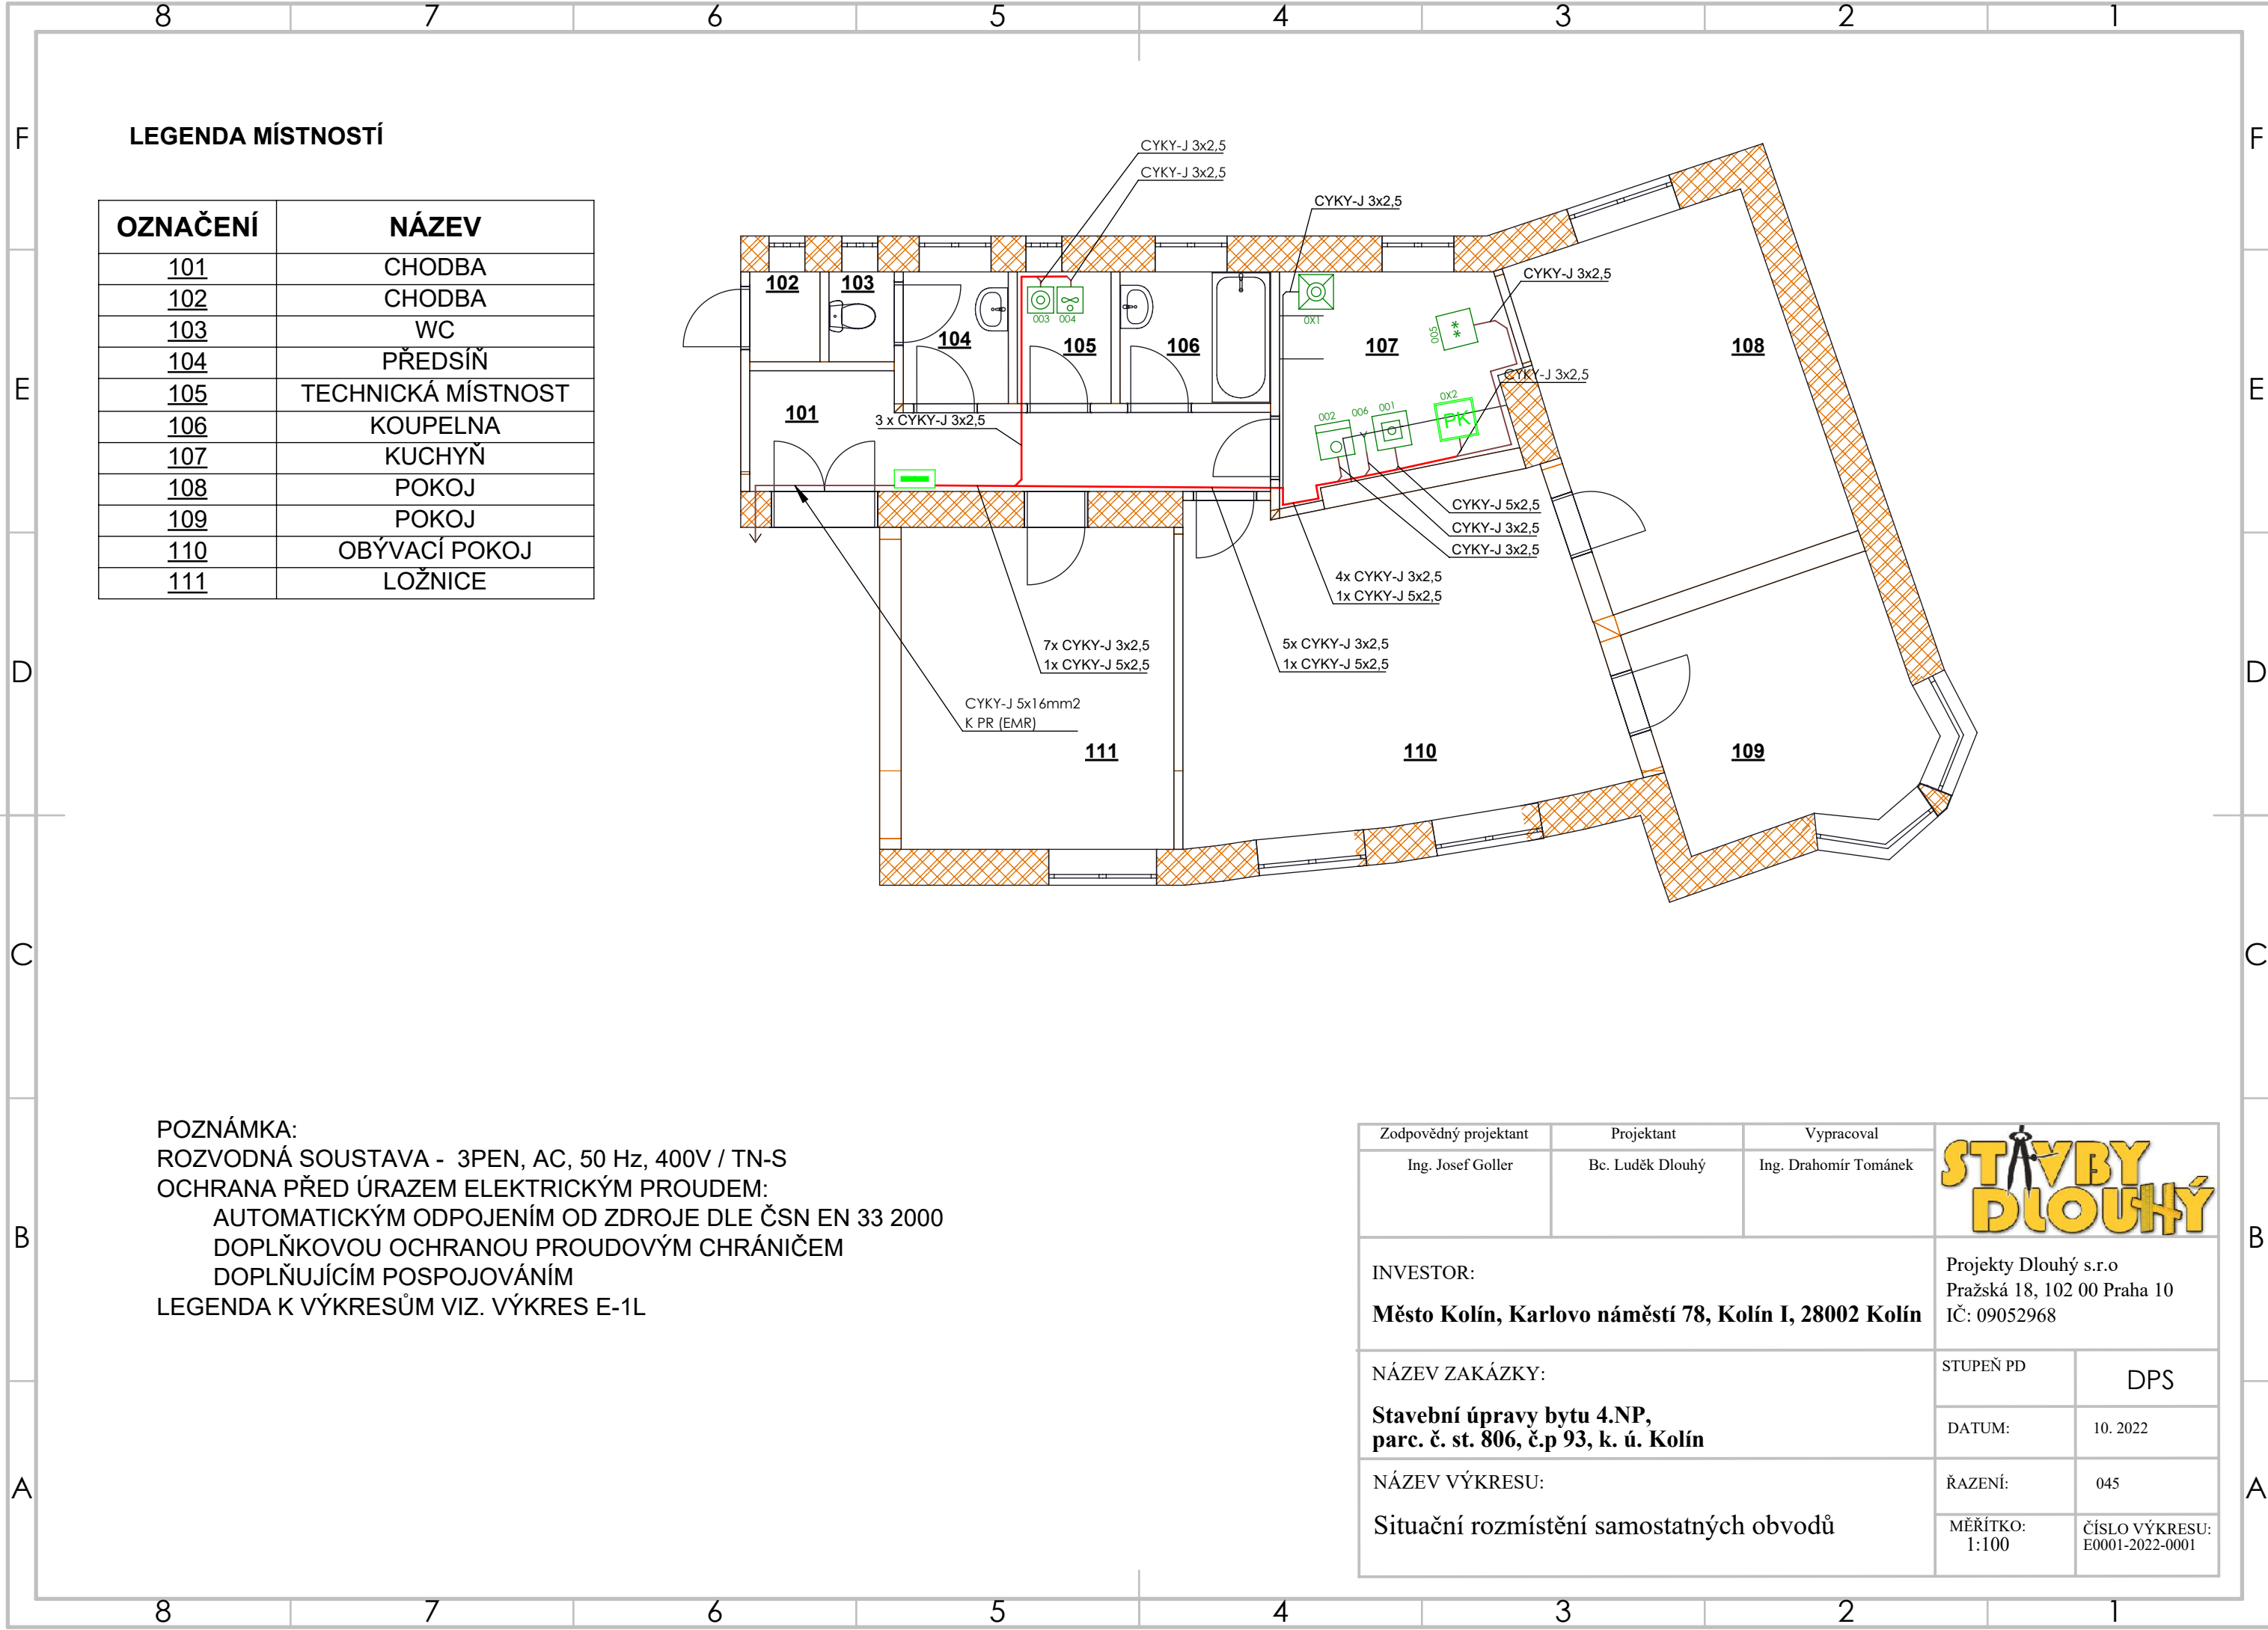 8 7 6 5 4 3 2 1
F
E
D
C
B
A
F
E
D
C
B
A
LEGENDA MÍSTNOSTÍ
OZNAČENÍ NÁZEV
101 CHODBA
102 CHODBA
103 WC
104 PŘEDSÍŇ
105 TECHNICKÁ MÍSTNOST
106 KOUPELNA
107 KUCHYŇ
108 POKOJ
109 POKOJ
110 OBÝVACÍ POKOJ
111 LOŽNICE
CYKY-J 3x2,5
CYKY-J 3x2,5
CYKY-J 3x2,5
CYKY-J 3x2,5
102
103
003 004
0X1
005
**
104
105
106
107
108
CYKY-J 3x2,5
0X2
PK
101
3 x CYKY-J 3x2,5
002
006
001
CYKY-J 5x2,5
CYKY-J 3x2,5
CYKY-J 3x2,5
4x CYKY-J 3x2,5
1x CYKY-J 5x2,5
7x CYKY-J 3x2,5
1x CYKY-J 5x2,5
5x CYKY-J 3x2,5
1x CYKY-J 5x2,5
CYKY-J 5x16mm2
K PR (EMR)
111
110
109
POZNÁMKA:
ROZVODNÁ SOUSTAVA - 3PEN, AC, 50 Hz, 400V / TN-S
OCHRANA PŘED ÚRAZEM ELEKTRICKÝM PROUDEM:
AUTOMATICKÝM ODPOJENÍM OD ZDROJE DLE ČSN EN 33 2000
DOPLŇKOVOU OCHRANOU PROUDOVÝM CHRÁNIČEM
DOPLŇUJÍCÍM POSPOJOVÁNÍM
LEGENDA K VÝKRESŮM VIZ. VÝKRES E-1L
Zodpovědný projektant Projektant Vypracoval
Ing. Josef Goller Bc. Luděk Dlouhý Ing. Drahomír Tománek
STAVBY
DLOUHÝ
INVESTOR:
Město Kolín, Karlovo náměstí 78, Kolín I, 28002 Kolín
Projekty Dlouhý s.r.o
Pražská 18, 102 00 Praha 10
IČ: 09052968
NÁZEV ZAKÁZKY:
Stavební úpravy bytu 4.NP,
parc. č. st. 806, č.p 93, k. ú. Kolín
STUPEŇ PD DPS
DATUM: 10. 2022
NÁZEV VÝKRESU:
Situační rozmístění samostatných obvodů
ŘAZENÍ: 045
MĚŘÍTKO:
1:100
ČÍSLO VÝKRESU:
E0001-2022-0001
8 7 6 5 4 3 2 1